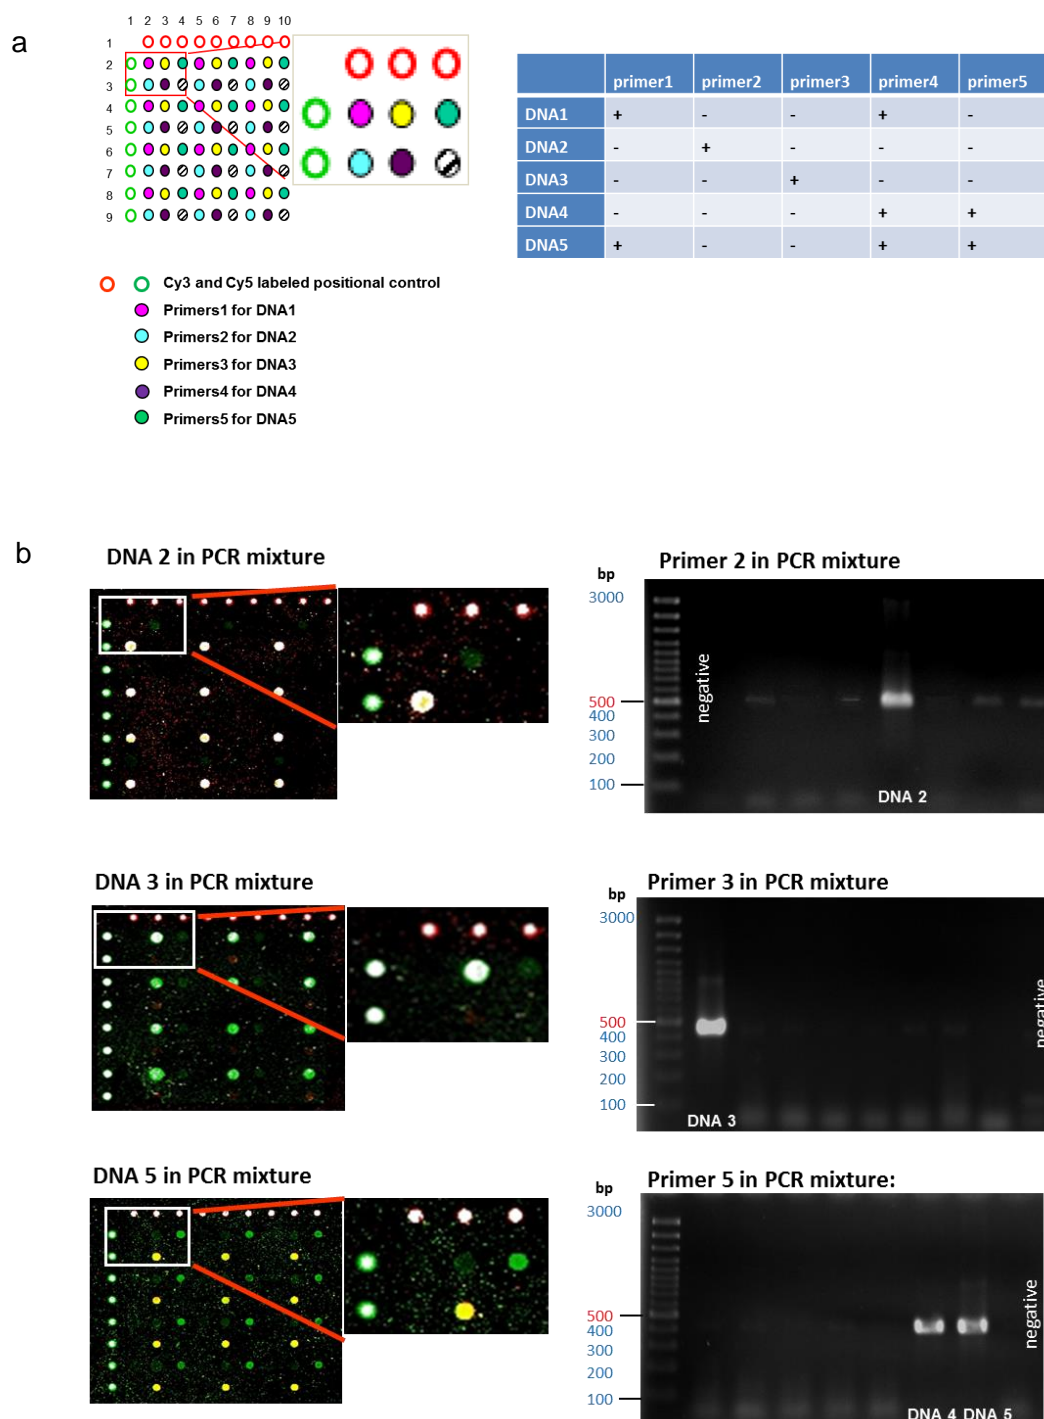 a
1 2 3 4 5 6 7 8 9 10
1
2
3
4
5
6
7
8
9
Cy3 and Cy5 labeled positional control
Primers1 for DNA1
Primers2 for DNA2
Primers3 for DNA3
Primers4 for DNA4
Primers5 for DNA5
primer1 primer2 primer3 primer4 primer5
DNA1 + - - + -
DNA2 - + - - -
DNA3 - - + - -
DNA4 - - - + +
DNA5 + - - + +
b
DNA 2 in PCR mixture
Primer 2 in PCR mixture
bp
3000
500
400
300
200
100
negative
DNA 2
DNA 3 in PCR mixture
Primer 3 in PCR mixture
bp
3000
500
400
300
200
100
DNA 3
negative
DNA 5 in PCR mixture
Primer 5 in PCR mixture:
bp
3000
500
400
300
200
100
negative
DNA 4 DNA 5